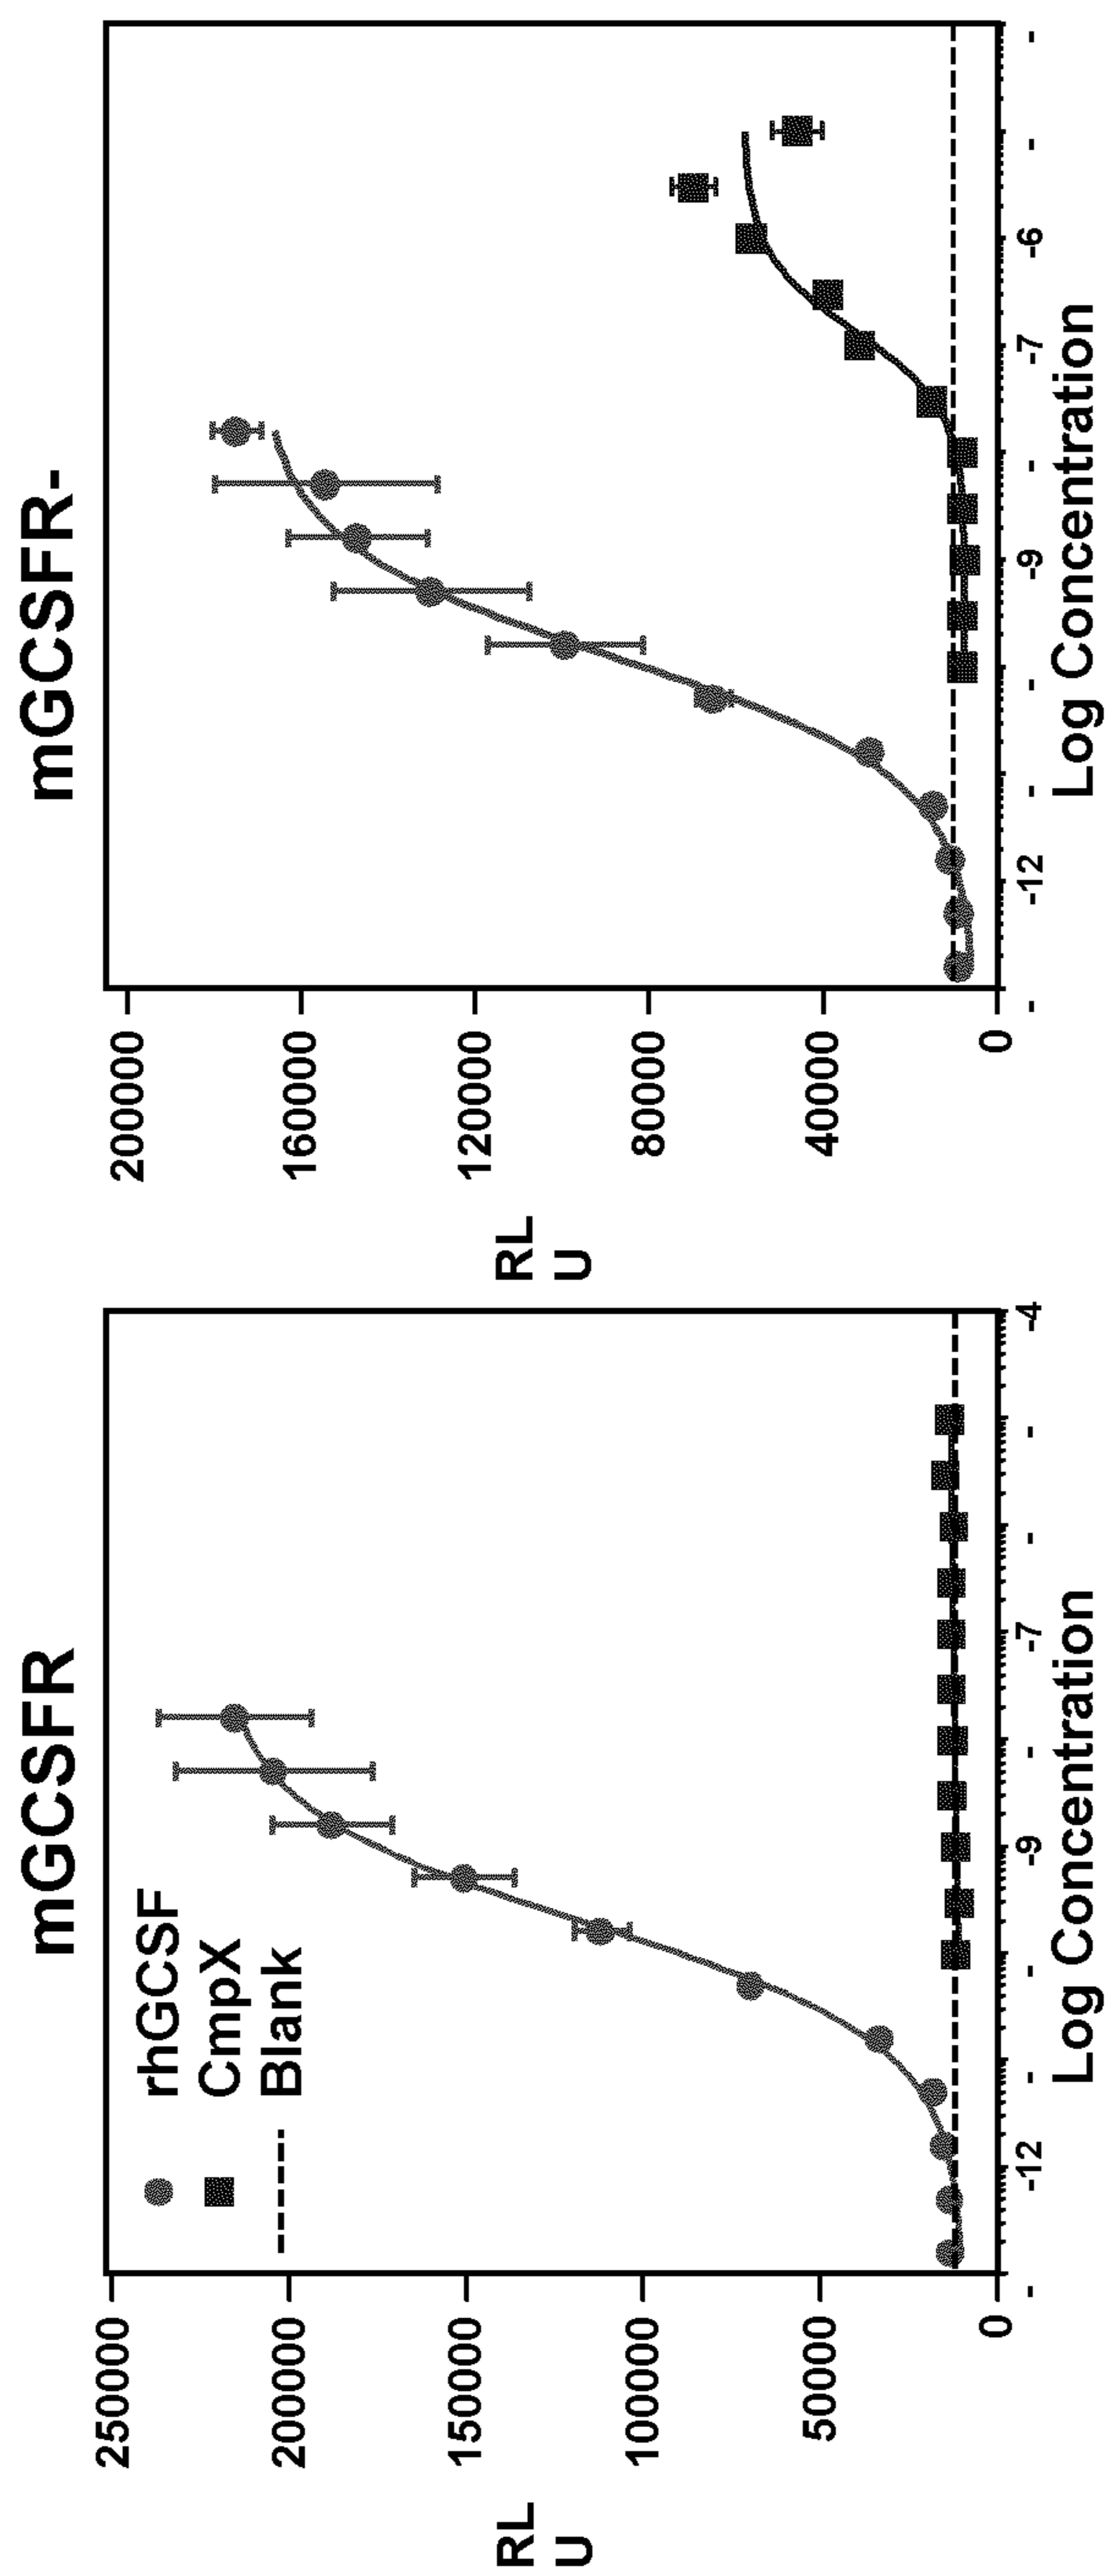 mGCSFR
rhGCSF
CmpX
Blank
RL
U
250000
200000
150000
100000
50000
0
- -12 - - -9 - -7 - - -4
Log Concentration
mGCSFR-
RL
U
200000
160000
120000
80000
40000
0
- -12 - - -9 - -7 -6 - -
Log Concentration